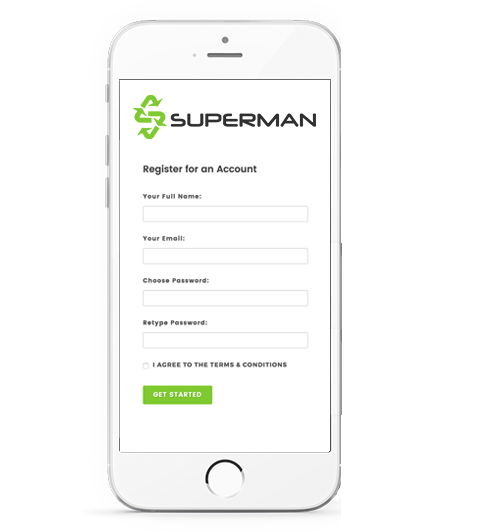 SUPERMAN
Register for an Account
Your Full Name:
Your Email:
Choose Password:
Retype Password:
I AGREE TO THE TERMS & CONDITIONS
GET STARTED